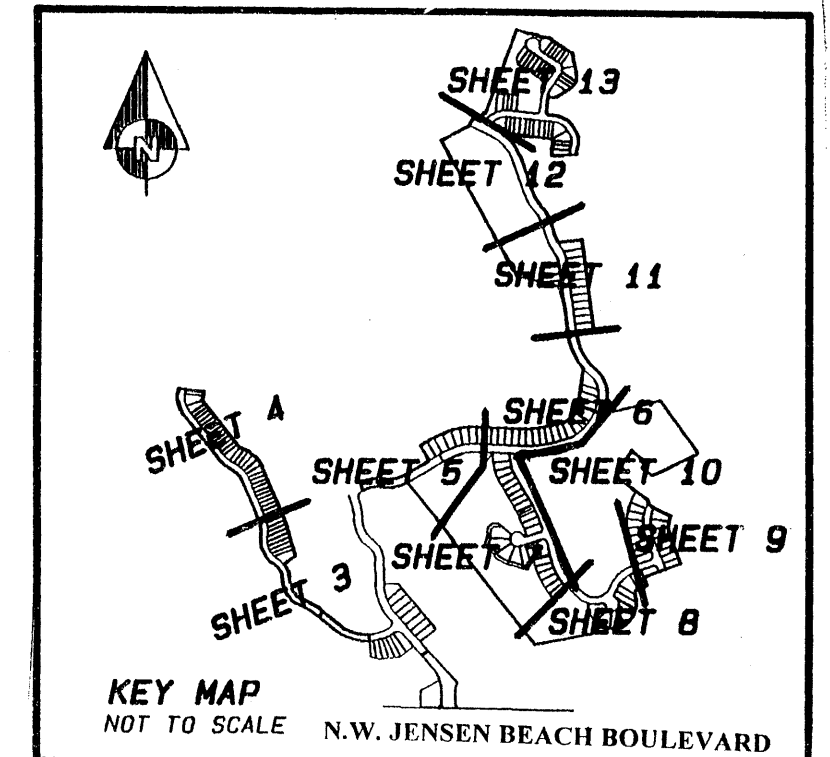 SHEET 13
N
SHEET 12
SHEET 11
SHEET 4
SHEET 6
SHEET 5
SHEET 10
SHEET 9
SHEET
SHEET 3
SHEET 8
KEY MAP
NOT TO SCALE
N.W. JENSEN BEACH BOULEVARD